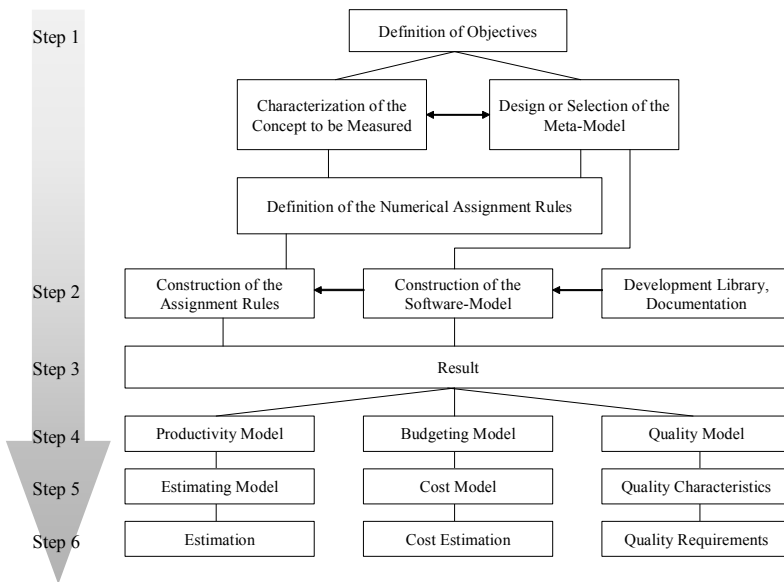 Step 1
Definition of Objectives
Characterization of the
Concept to be Measured
Design or Selection of the
Meta-Model
Definition of the Numerical Assignment Rules
Step 2
Construction of the
Assignment Rules
Construction of the
Software-Model
Development Library,
Documentation
Step 3
Result
Step 4
Productivity Model
Budgeting Model
Quality Model
Step 5
Estimating Model
Cost Model
Quality Characteristics
Step 6
Estimation
Cost Estimation
Quality Requirements